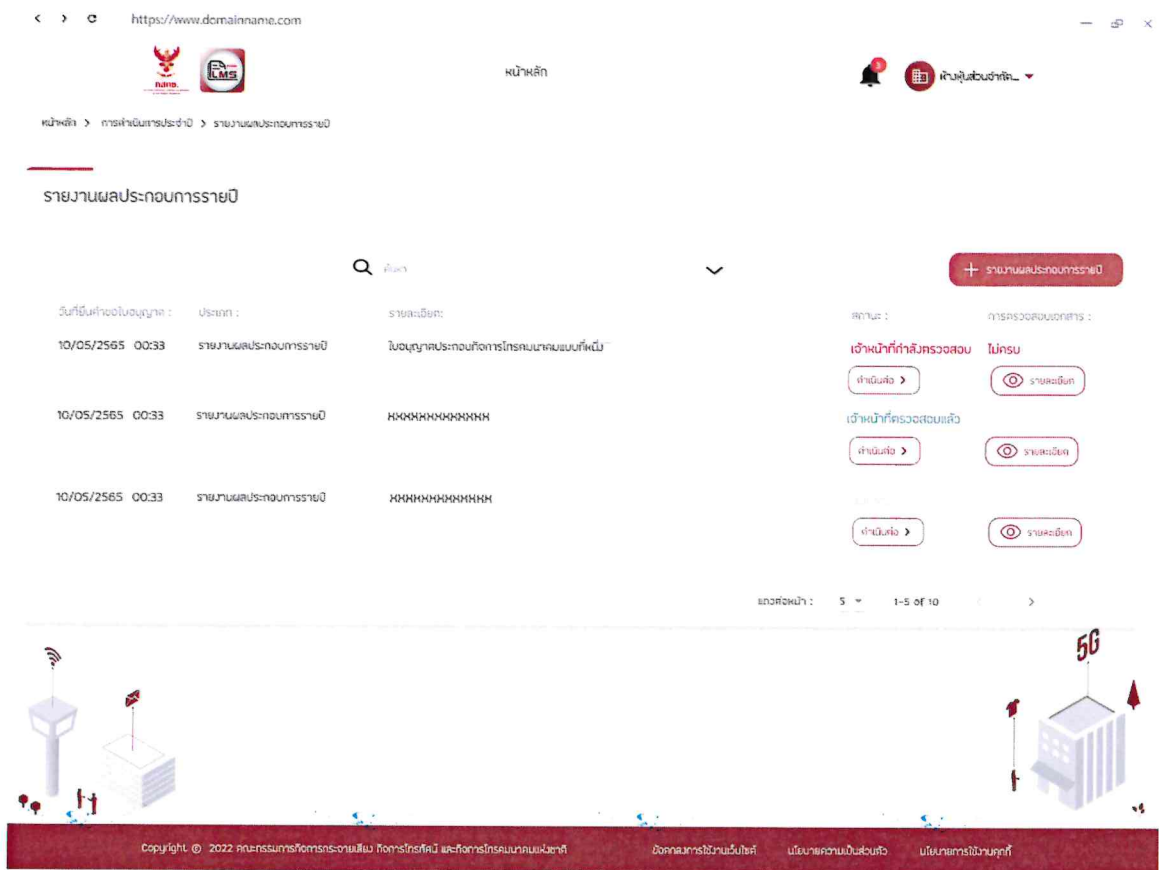 https://www.domainname.com
กสทช.
LMS
หน้าหลัก
3
ห้างหุ้นส่วนจำกัด...
หน้าหลัก > การดำเนินการประจำปี > รายงานผลประกอบการรายปี
รายงานผลประกอบการรายปี
ค้นหา
+ รายงานผลประกอบการรายปี
วันที่ยื่นคำขอใบอนุญาต : ประเภท : รายละเอียด: สถานะ : การตรวจสอบเอกสาร :
10/05/2565 00:33 รายงานผลประกอบการรายปี ใบอนุญาตประกอบกิจการโทรคมนาคมแบบที่หนึ่ง เจ้าหน้าที่กำลังตรวจสอบ ไม่ครบ
ดำเนินต่อ > รายละเอียด
10/05/2565 00:33 รายงานผลประกอบการรายปี XXXXXXXXXXXXX เจ้าหน้าที่ตรวจสอบแล้ว
ดำเนินต่อ > รายละเอียด
10/05/2565 00:33 รายงานผลประกอบการรายปี XXXXXXXXXXXXX
ดำเนินต่อ > รายละเอียด
แถวต่อหน้า : 5 1-5 of 10
5G
Copyright © 2022 คณะกรรมการกิจการกระจายเสียง กิจการโทรทัศน์ และกิจการโทรคมนาคมแห่งชาติ ข้อตกลงการใช้งานเว็บไซต์ นโยบายความเป็นส่วนตัว นโยบายการใช้งานคุกกี้